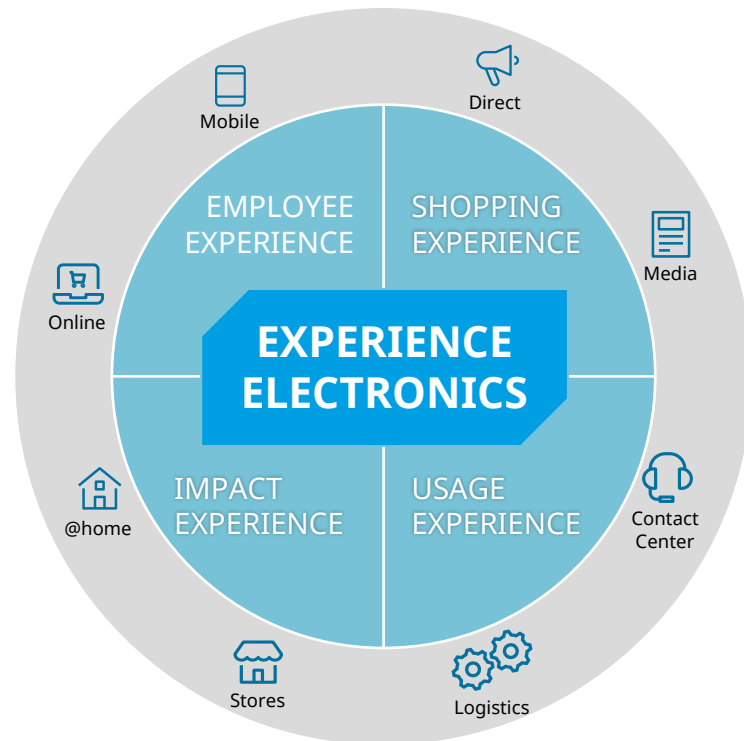 Direct
Mobile
EMPLOYEE
EXPERIENCE
SHOPPING
EXPERIENCE
Media
Online
EXPERIENCE
ELECTRONICS
IMPACT
EXPERIENCE
USAGE
EXPERIENCE
@home
Contact
Center
Stores
Logistics